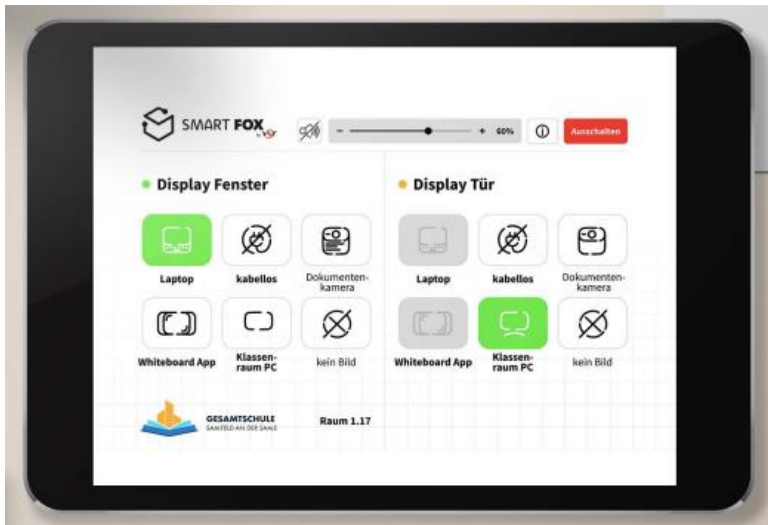 SMART FOX
- + 60% Ausschalten
Display Fenster
Laptop
kabellos
Dokumenten-
kamera
Whiteboard App
Klassen-
raum PC
kein Bild
Display Tür
Laptop
kabellos
Dokumenten-
kamera
Whiteboard App
Klassen-
raum PC
kein Bild
GESAMTSCHULE
SAALFELD AN DER SAALE
Raum 1.17